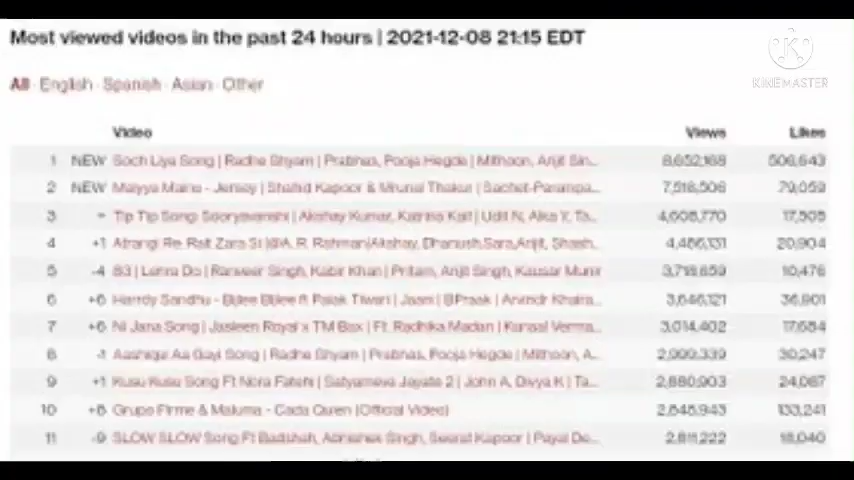 Most viewed videos in the past 24 hours | 2021-12-08 21:15 EDT
KINEMASTER
All · English · Spanish · Asian · Other
Video Views Likes
1 NEW Soch Liya Song | Radhe Shyam | Prabhas, Pooja Hegde | Mithoon, Arijit Sin... 8,652,168 506,643
2 NEW Maiyya Mainu - Jersey | Shahid Kapoor & Mrunal Thakur | Sachet-Parampa... 7,518,506 79,059
3 = Tip Tip Song: Sooryavanshi | Akshay Kumar, Katrina Kaif | Udit N, Alka Y, Ta... 4,608,770 17,505
4 +1 Atrangi Re: Rait Zara Si |@A. R. Rahman|Akshay, Dhanush,Sara,Arijit, Shash... 4,486,131 20,904
5 -4 83 | Lehra Do | Ranveer Singh, Kabir Khan | Pritam, Arijit Singh, Kausar Munir 3,718,859 10,476
6 +6 Harrdy Sandhu - Bijlee Bijlee ft Palak Tiwari | Jaani | BPraak | Arvindr Khaira... 3,646,121 36,901
7 +6 Ni Jana Song | Jasleen Royal x TM Bax | Ft. Radhika Madan | Kunaal Verma... 3,014,402 17,684
8 -1 Aashiqui Aa Gayi Song | Radhe Shyam | Prabhas, Pooja Hegde | Mithoon, A... 2,999,339 30,247
9 +1 Kusu Kusu Song Ft Nora Fatehi | Satyameva Jayate 2 | John A, Divya K | Ta... 2,880,903 24,087
10 +8 Grupo Firme & Maluma - Cada Quien (Official Video) 2,845,943 133,241
11 -9 SLOW SLOW Song Ft Badshah, Abhishek Singh, Seerat Kapoor | Payal De... 2,811,222 18,040